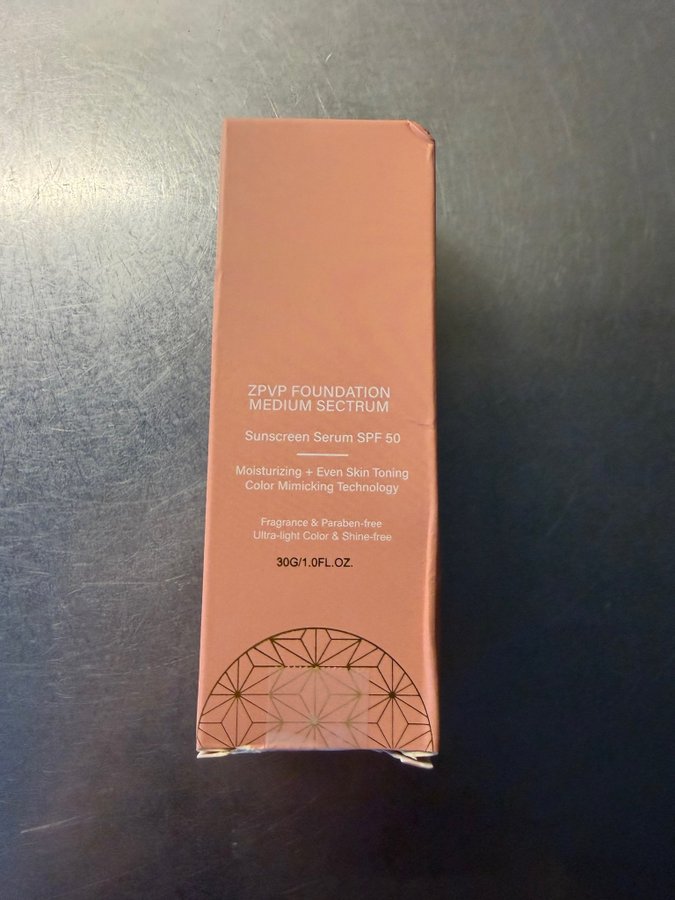 ZPVP FOUNDATION
MEDIUM SECTRUM
Sunscreen Serum SPF 50
Moisturizing + Even Skin Toning
Color Mimicking Technology
Fragrance & Paraben-free
Ultra-light Color & Shine-free
30G/1.0FL.OZ.